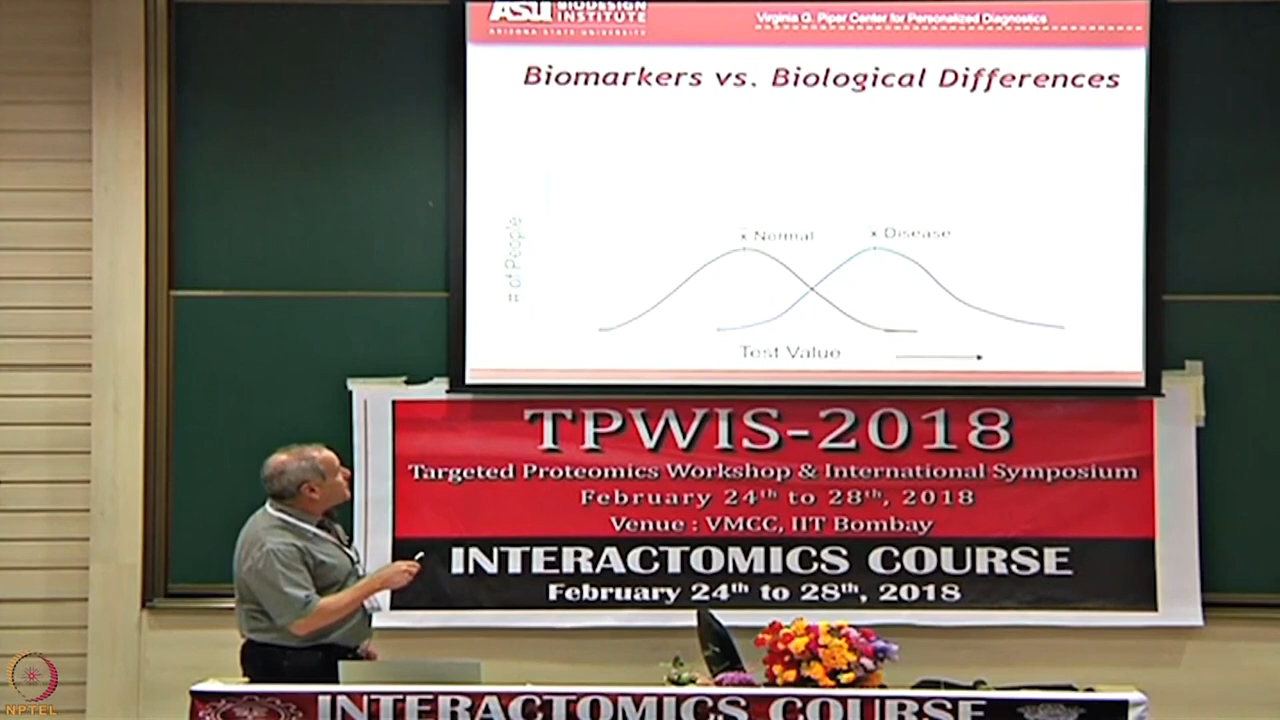 ASU BIODESIGN INSTITUTE
ARIZONA STATE UNIVERSITY
Virginia G. Piper Center for Personalized Diagnostics
Biomarkers vs. Biological Differences
# of People
x̄ Normal
x Disease
Test Value
TPWIS-2018
Targeted Proteomics Workshop & International Symposium
February 24th to 28th, 2018
Venue : VMCC, IIT Bombay
INTERACTOMICS COURSE
February 24th to 28th, 2018
INTERACTOMICS COURSE
NPTEL